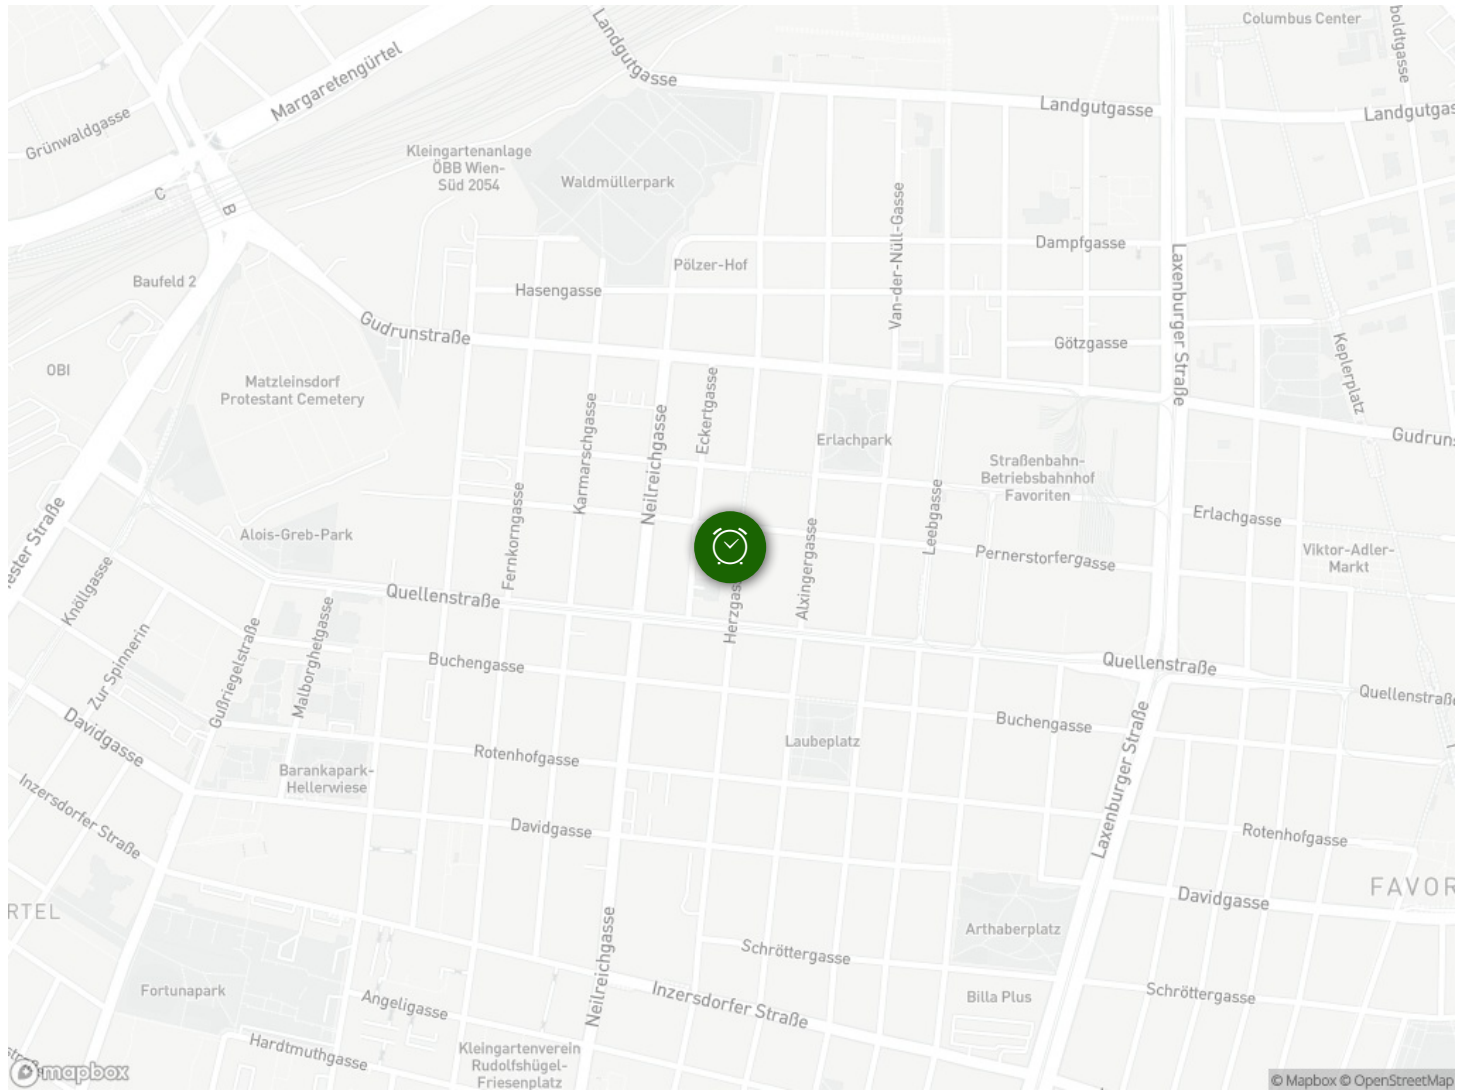 Columbus Center
Landgutgasse
Margaretengürtel
Landgutgasse
Landgutgas
Grünwaldgasse
Kleingartenanlage
ÖBB Wien-
Süd 2054
Waldmüllerpark
C
B
Van-der-Nüll-Gasse
Dampfgasse
Laxenburger Straße
Pölzer-Hof
Baufeld 2
Hasengasse
Gudrunstraße
Götzgasse
Keplerplatz
OBI
Matzleinsdorf
Protestant Cemetery
Eckertgasse
Karmarschgasse
Neilreichgasse
Erlachpark
Gudrun
Straßenbahn-
Betriebsbahnhof
Favoriten
Fernkorngasse
Leebgasse
Erlachgasse
Alois-Greb-Park
Alxingergasse
Pernerstorfergasse
Viktor-Adler-
Markt
ester Straße
Knöllgasse
Quellenstraße
Herzgass
Malborghetgasse
Zur Spinnerin
Gußriegelstraße
Buchengasse
Quellenstraße
Quellenstraße
Davidgasse
Buchengasse
Laubeplatz
Rotenhofgasse
Barankapark-
Hellerwiese
Laxenburger Straße
Inzersdorfer Straße
Davidgasse
Rotenhofgasse
FAVOR
Davidgasse
RTEL
Arthaberplatz
Neilreichgasse
Schröttergasse
Fortunapark
Angeligasse
Inzersdorfer Straße
Billa Plus
Schröttergasse
Hardtmuthgasse
Kleingartenverein
Rudolfshügel-
Friesenplatz
mapbox
© Mapbox © OpenStreetMap